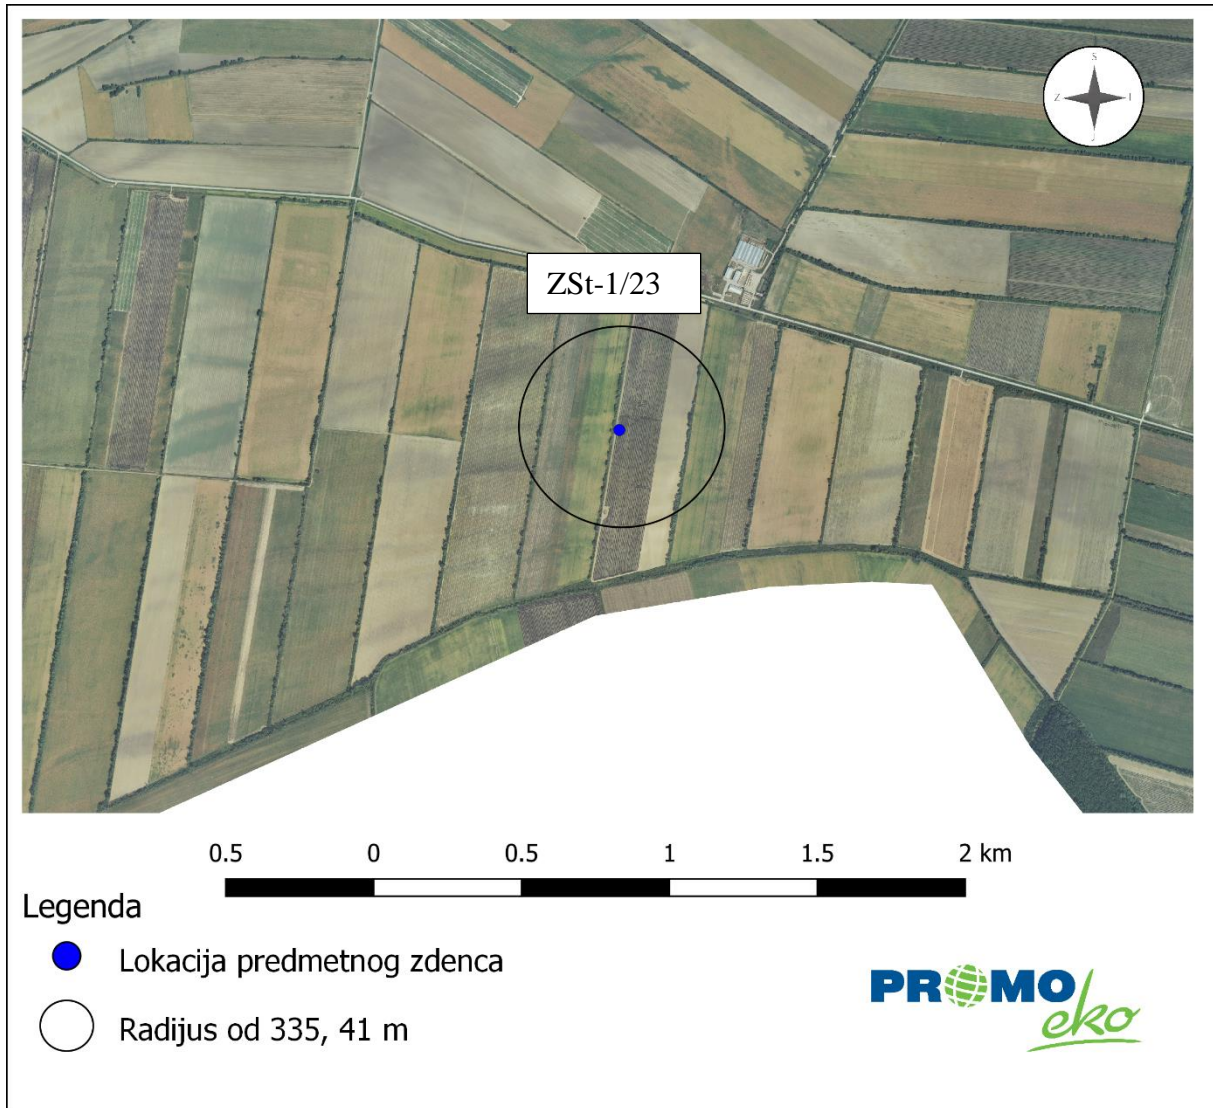 S
Z I
J
ZSt-1/23
0.5 0 0.5 1 1.5 2 km
Legenda
Lokacija predmetnog zdenca
Radijus od 335, 41 m
PROMO
eko